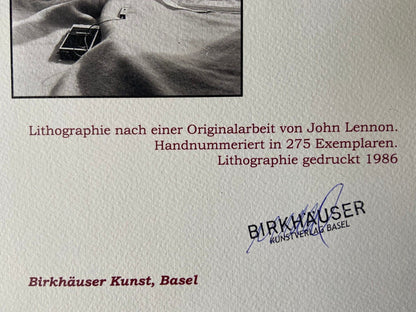 Lithographie nach einer Originalarbeit von John Lennon.
Handnummeriert in 275 Exemplaren.
Lithographie gedruckt 1986
BIRKHÄUSER
KUNSTVERLAG BASEL
Birkhäuser Kunst, Basel